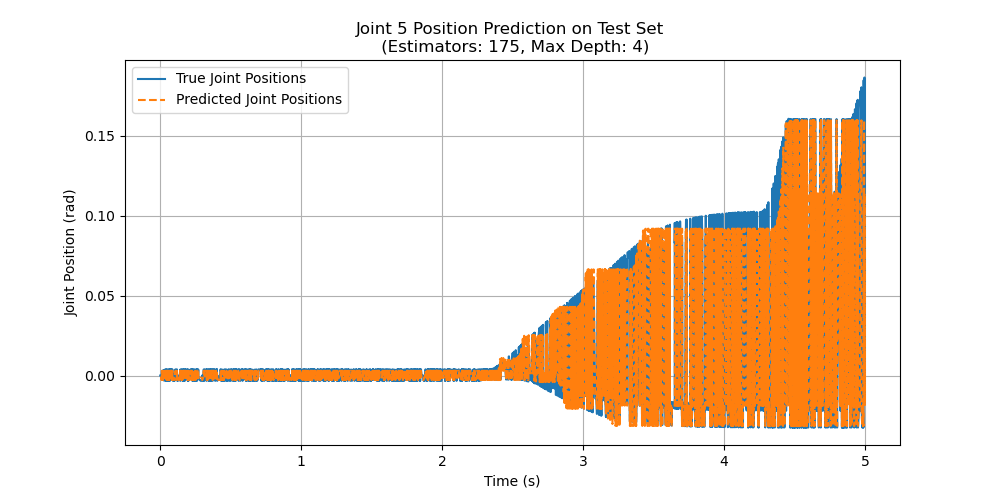 Joint 5 Position Prediction on Test Set
(Estimators: 175, Max Depth: 4)
True Joint Positions
Predicted Joint Positions
Joint Position (rad)
0.15
0.10
0.05
0.00
0 1 2 3 4 5
Time (s)